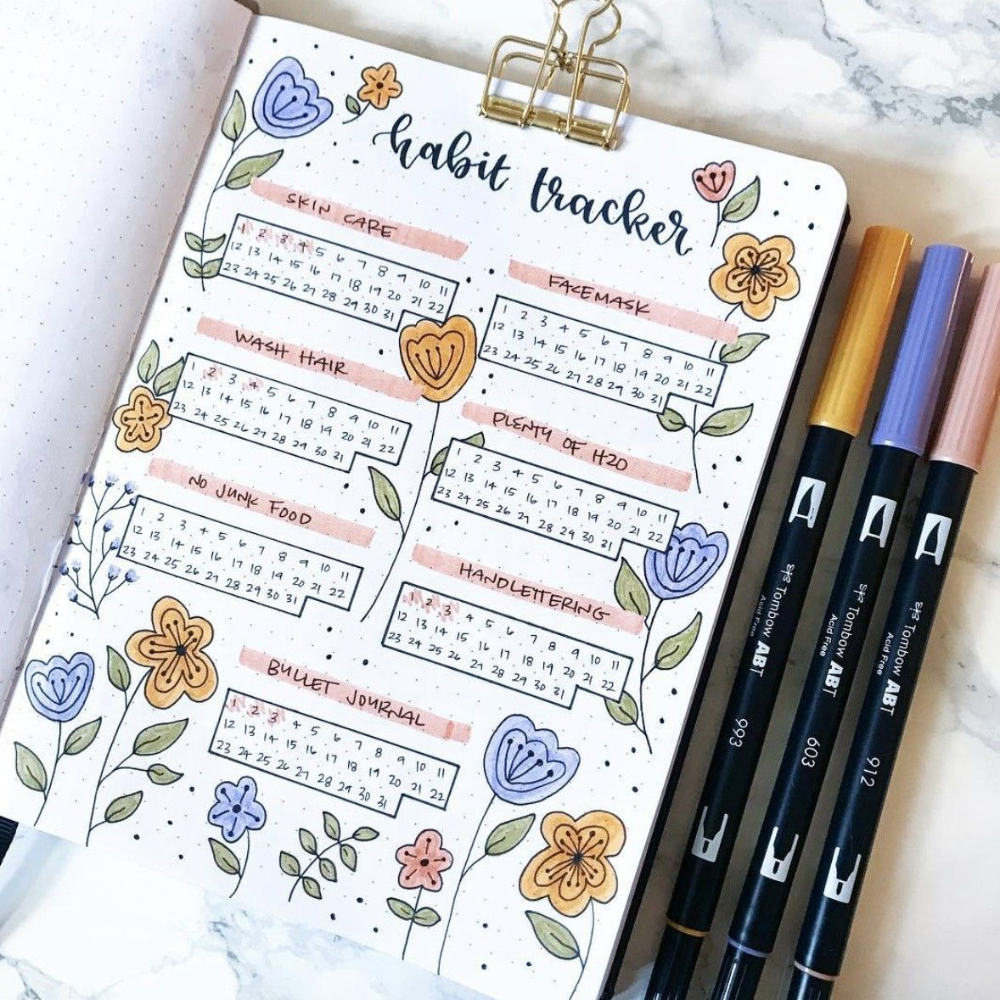 habit tracker
SKIN CARE
1 2 3 4 5 6 7 8 9 10 11
12 13 14 15 16 17 18 19 20 21 22
23 24 25 26 27 28 29 30 31
FACEMASK
1 2 3 4 5 6 7 8 9 10 11
12 13 14 15 16 17 18 19 20 21 22
23 24 25 26 27 28 29 30 31
WASH HAIR
1 2 3 4 5 6 7 8 9 10 11
12 13 14 15 16 17 18 19 20 21 22
23 24 25 26 27 28 29 30 31
PLENTY OF H2O
1 2 3 4 5 6 7 8 9 10 11
12 13 14 15 16 17 18 19 20 21 22
23 24 25 26 27 28 29 30 31
NO JUNK FOOD
1 2 3 4 5 6 7 8 9 10 11
12 13 14 15 16 17 18 19 20 21 22
23 24 25 26 27 28 29 30 31
HANDLETTERING
1 2 3 4 5 6 7 8 9 10 11
12 13 14 15 16 17 18 19 20 21 22
23 24 25 26 27 28 29 30 31
BULLET JOURNAL
1 2 3 4 5 6 7 8 9 10 11
12 13 14 15 16 17 18 19 20 21 22
23 24 25 26 27 28 29 30 31
Tombow ABT 993
Acid Free
Tombow ABT 603
Acid Free
Tombow ABT 912
Acid Free